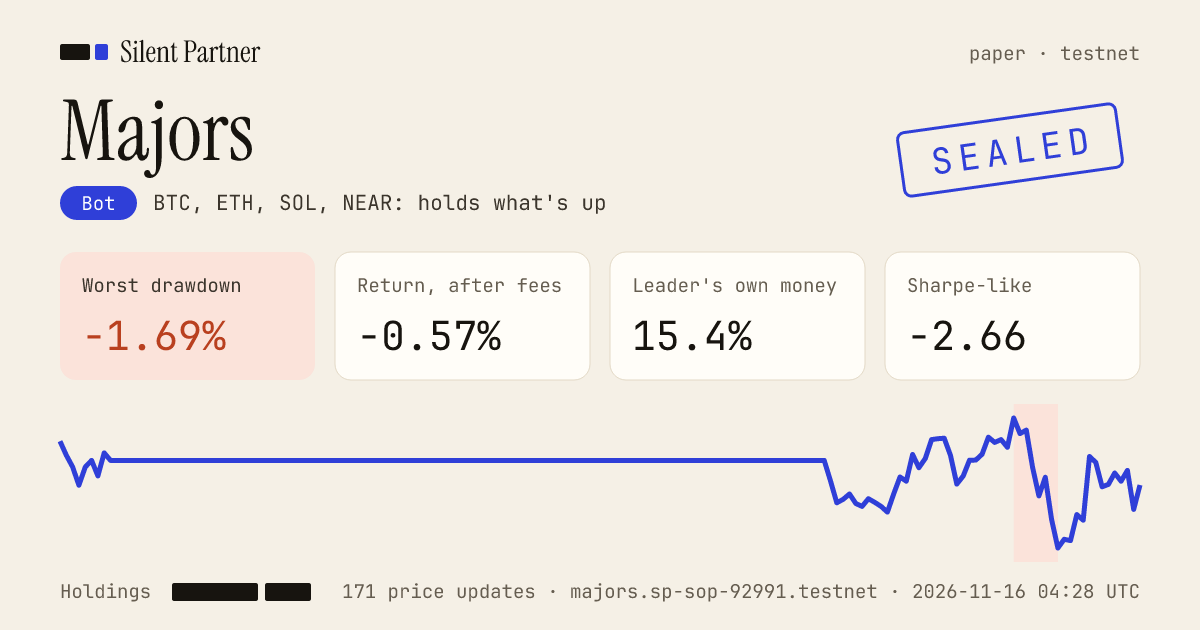 Silent Partner
paper · testnet
Majors
SEALED
Bot
BTC, ETH, SOL, NEAR: holds what's up
Worst drawdown
-1.69%
Return, after fees
-0.57%
Leader's own money
15.4%
Sharpe-like
-2.66
Holdings
171 price updates · majors.sp-sop-92991.testnet · 2026-11-16 04:28 UTC